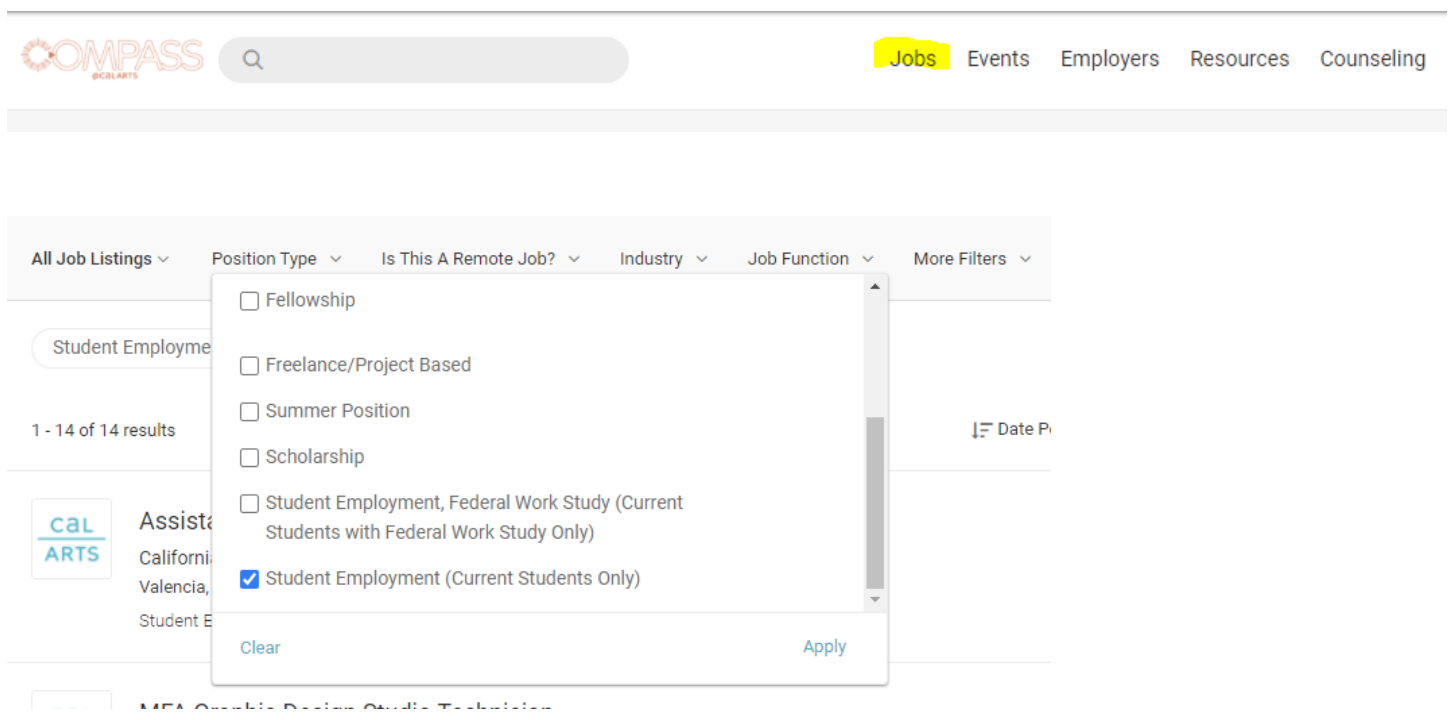 COMPASS
@CALARTS
Jobs Events Employers Resources Counseling
All Job Listings Position Type Is This A Remote Job? Industry Job Function More Filters
Fellowship
Student
Freelance/Project Based
Summer Position
1 - 14 of 14 results
Date
Scholarship
Student Employment, Federal Work Study (Current
Students with Federal Work Study Only)
CaL
ARTS
Valencia,
Student Employment (Current Students Only)
Student
Clear Apply